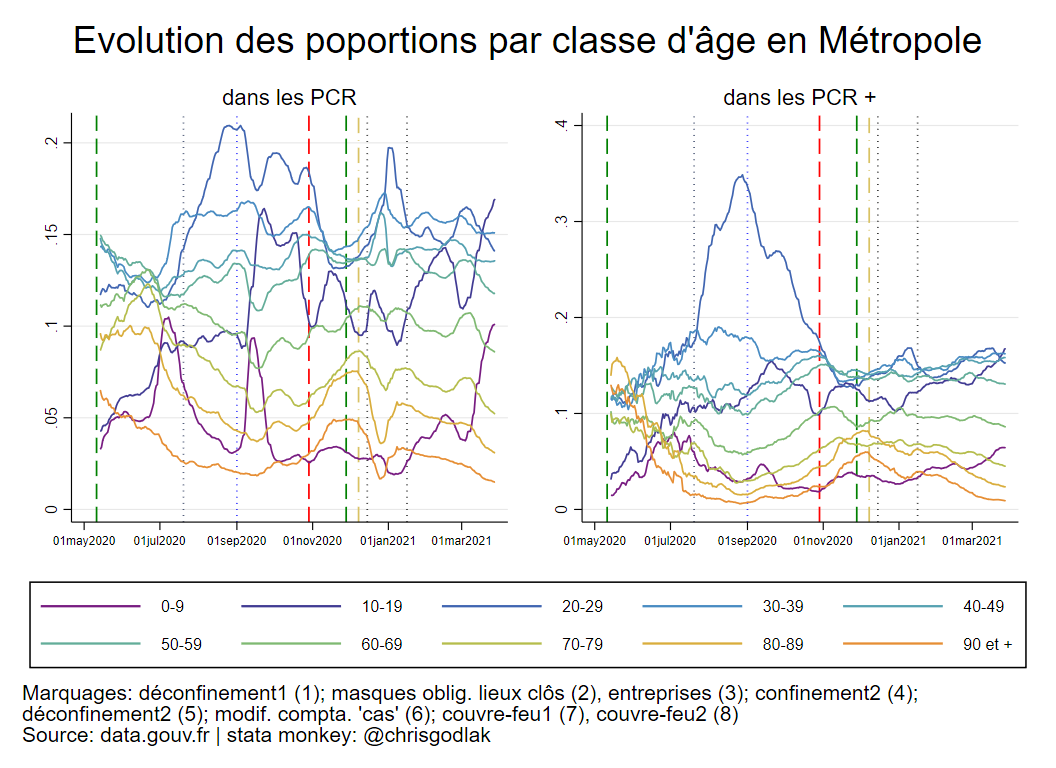 Evolution des poportions par classe d'âge en Métropole
dans les PCR
dans les PCR +
.2
.15
.1
.05
0
01may2020 01jul2020 01sep2020 01nov2020 01jan2021 01mar2021
.4
.3
.2
.1
0
01may2020 01jul2020 01sep2020 01nov2020 01jan2021 01mar2021
0-9 10-19 20-29 30-39 40-49
50-59 60-69 70-79 80-89 90 et +
Marquages: déconfinement1 (1); masques oblig. lieux clôs (2), entreprises (3); confinement2 (4);
déconfinement2 (5); modif. compta. 'cas' (6); couvre-feu1 (7), couvre-feu2 (8)
Source: data.gouv.fr | stata monkey: @chrisgodlak